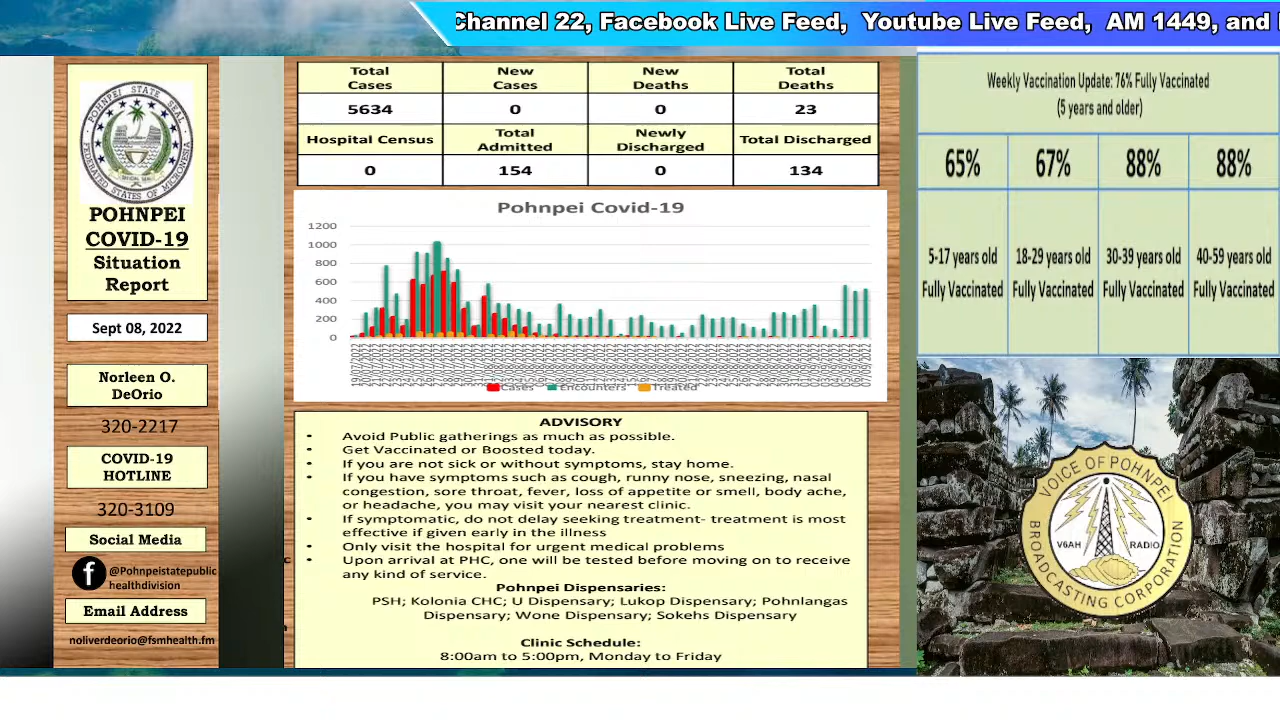 Channel 22, Facebook Live Feed, Youtube Live Feed, AM 1449, and
POHNPEI STATE SEAL
FEDERATED STATES OF MICRONESIA
POHNPEI
COVID-19
Situation
Report
Sept 08, 2022
Norleen O.
DeOrio
320-2217
COVID-19
HOTLINE
320-3109
Social Media
f
@Pohnpeistatepublic
healthdivision
Email Address
noliverdeorio@fsmhealth.fm
Total Cases New Cases New Deaths Total Deaths
5634 0 0 23
Hospital Census Total Admitted Newly Discharged Total Discharged
0 154 0 134
Pohnpei Covid-19
1200
1000
800
600
400
200
0
Cases Encounters Treated
ADVISORY
• Avoid Public gatherings as much as possible.
• Get Vaccinated or Boosted today.
• If you are not sick or without symptoms, stay home.
• If you have symptoms such as cough, runny nose, sneezing, nasal
congestion, sore throat, fever, loss of appetite or smell, body ache,
or headache, you may visit your nearest clinic.
• If symptomatic, do not delay seeking treatment- treatment is most
effective if given early in the illness
• Only visit the hospital for urgent medical problems
• Upon arrival at PHC, one will be tested before moving on to receive
any kind of service.
Pohnpei Dispensaries:
PSH; Kolonia CHC; U Dispensary; Lukop Dispensary; Pohnlangas
Dispensary; Wone Dispensary; Sokehs Dispensary
Clinic Schedule:
8:00am to 5:00pm, Monday to Friday
Weekly Vaccination Update: 76% Fully Vaccinated
(5 years and older)
65% 67% 88% 88%
5-17 years old 18-29 years old 30-39 years old 40-59 years old
Fully Vaccinated Fully Vaccinated Fully Vaccinated Fully Vaccinated
VOICE OF POHNPEI
V6AH RADIO
BROADCASTING CORPORATION